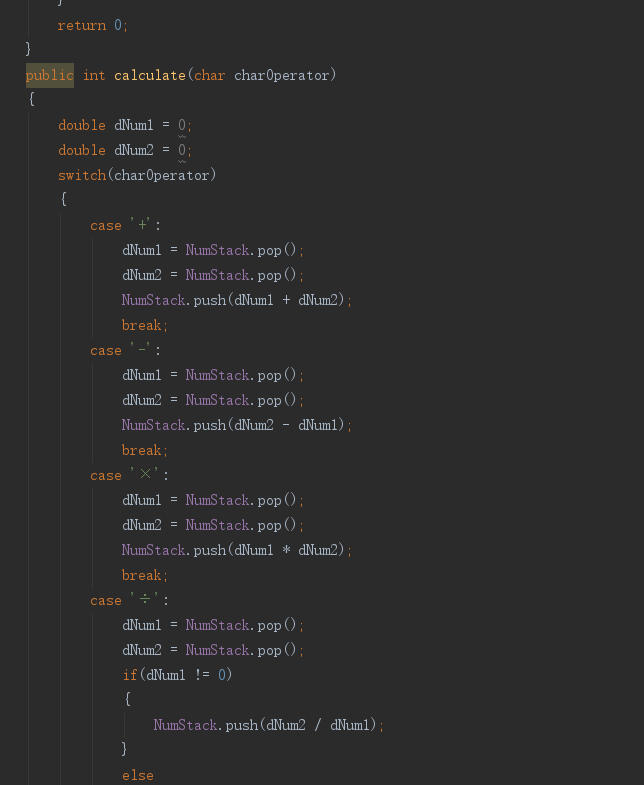 }
return 0;
}
public int calculate(char charOperator)
{
double dNum1 = 0;
double dNum2 = 0;
switch(charOperator)
{
case '+':
dNum1 = NumStack.pop();
dNum2 = NumStack.pop();
NumStack.push(dNum1 + dNum2);
break;
case '-':
dNum1 = NumStack.pop();
dNum2 = NumStack.pop();
NumStack.push(dNum2 - dNum1);
break;
case '×':
dNum1 = NumStack.pop();
dNum2 = NumStack.pop();
NumStack.push(dNum1 * dNum2);
break;
case '÷':
dNum1 = NumStack.pop();
dNum2 = NumStack.pop();
if(dNum1 != 0)
{
NumStack.push(dNum2 / dNum1);
}
else